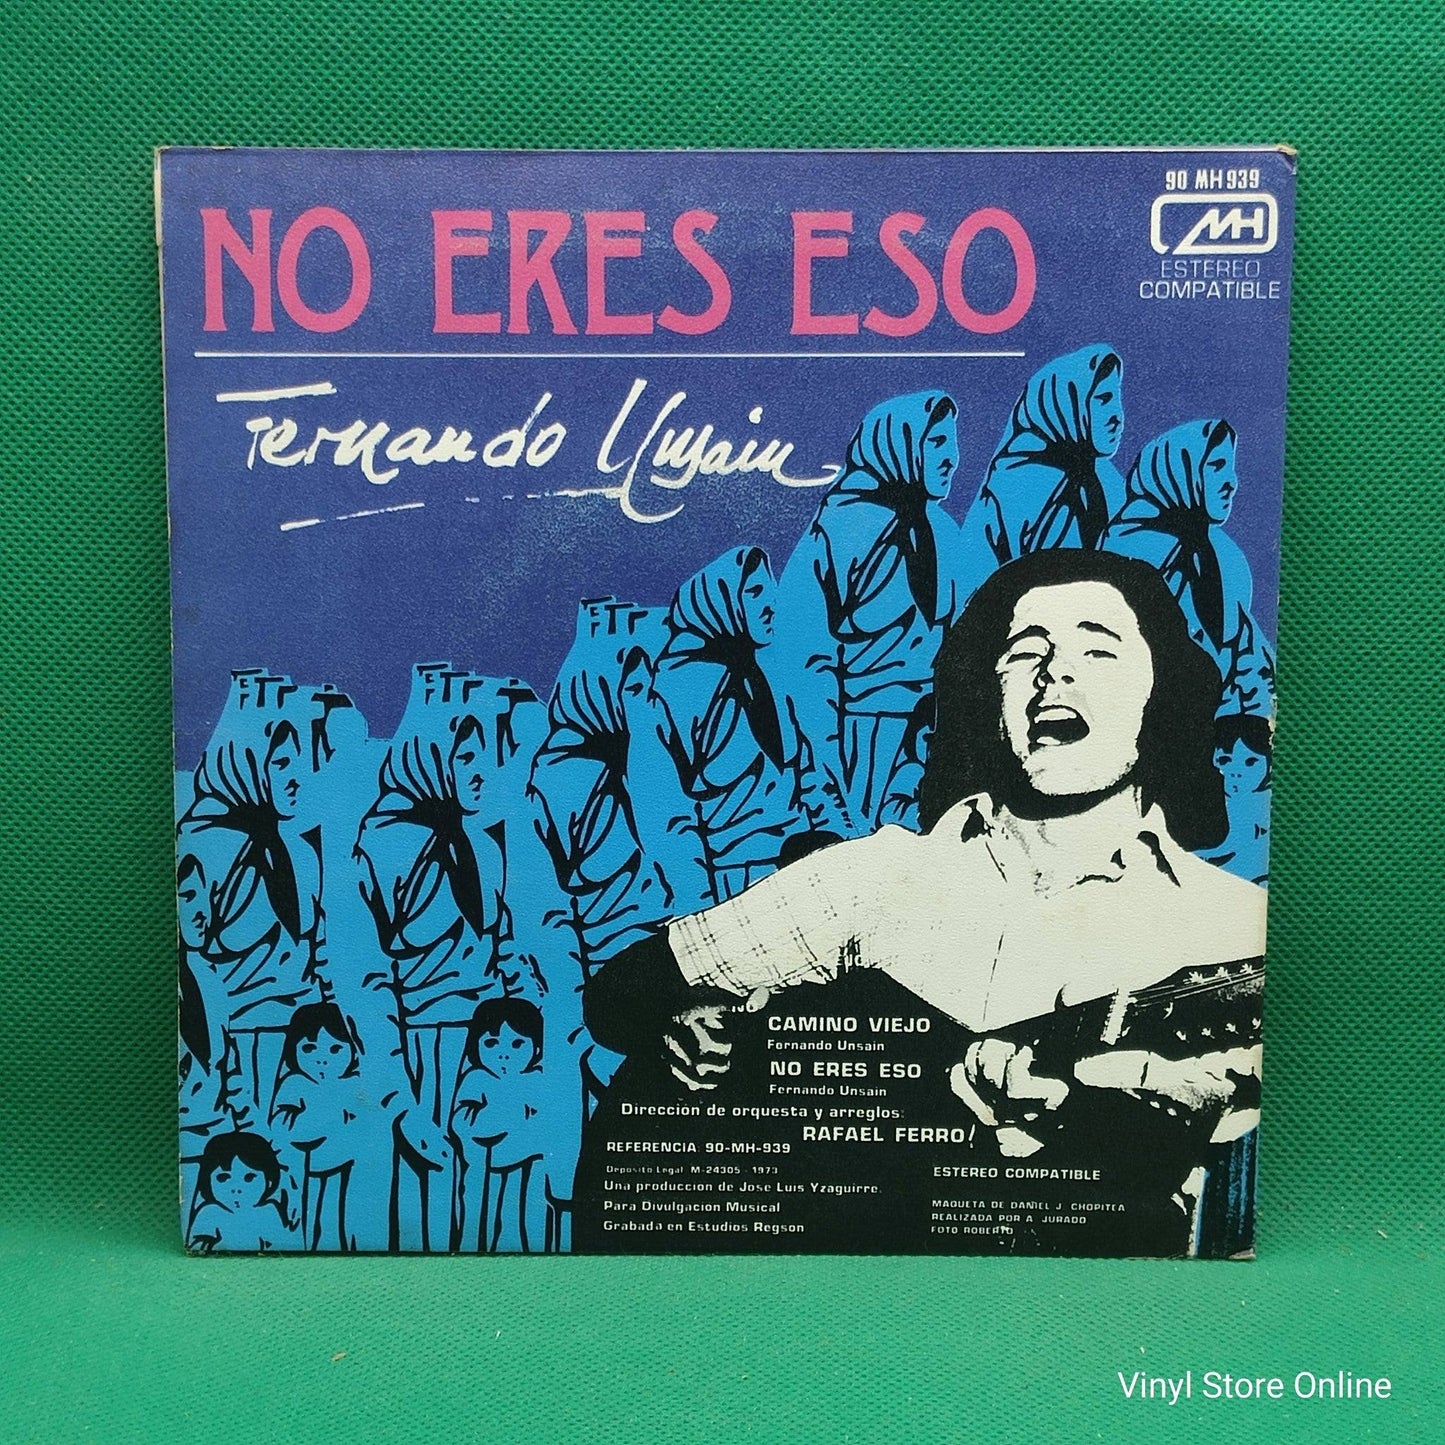 90 MH939
MH
ESTEREO
COMPATIBLE
NO ERES ESO
Fernando Unsain
CAMINO VIEJO
Fernando Unsain
NO ERES ESO
Fernando Unsain
Dirección de orquesta y arreglos:
RAFAEL FERRO
REFERENCIA: 90-MH-939
Deposito Legal M-24305 - 1973
Una produccion de Jose Luis Yzaguirre.
Para Divulgacion Musical
Grabada en Estudios Regson
ESTEREO COMPATIBLE
MAQUETA DE DANIEL J. CHOPITEA
REALIZADA POR A. JURADO
FOTO ROBERTO
Vinyl Store Online